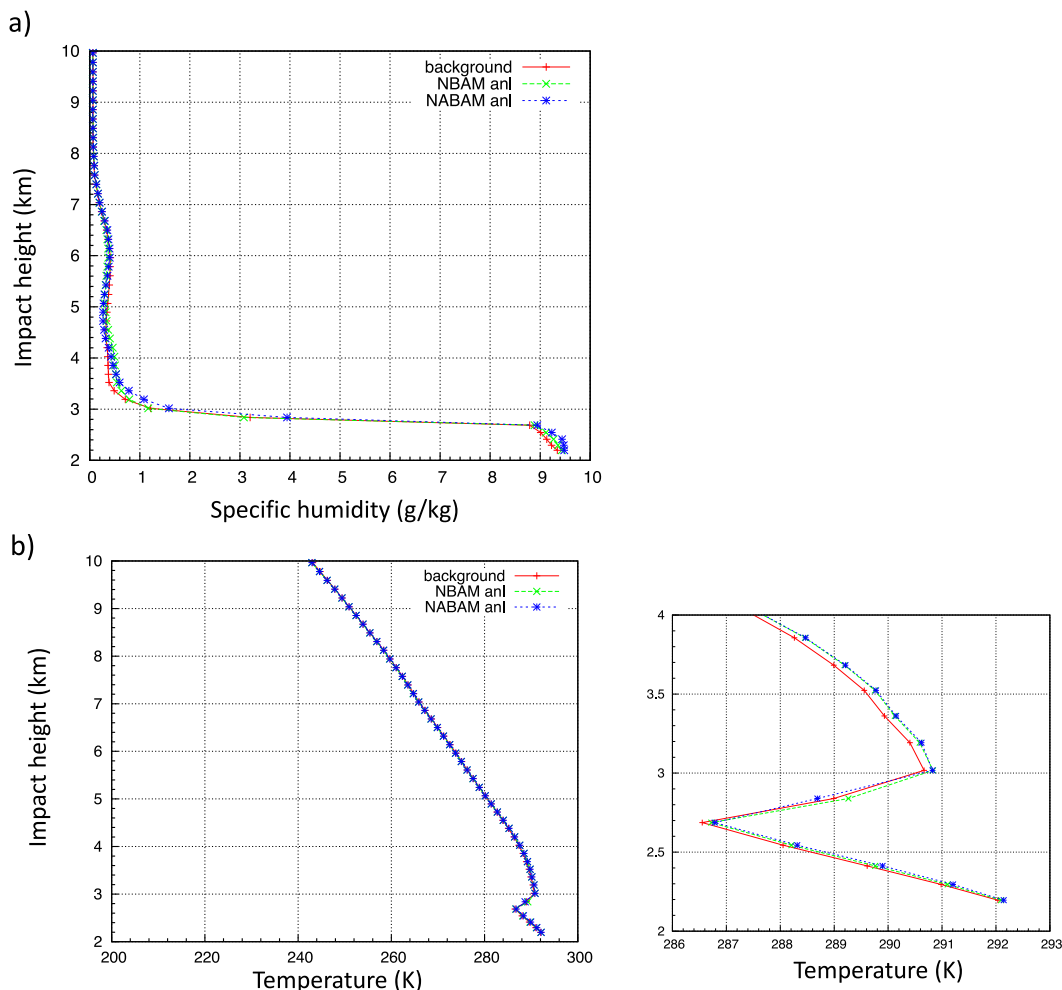 a)
10
9
8
7
6
5
4
3
2
Impact height (km)
background
NBAM anl
NABAM anl
0 1 2 3 4 5 6 7 8 9 10
Specific humidity (g/kg)
b)
10
9
8
7
6
5
4
3
2
Impact height (km)
background
NBAM anl
NABAM anl
200 220 240 260 280 300
Temperature (K)
4
3.5
3
2.5
2
286 287 288 289 290 291 292 293
Temperature (K)